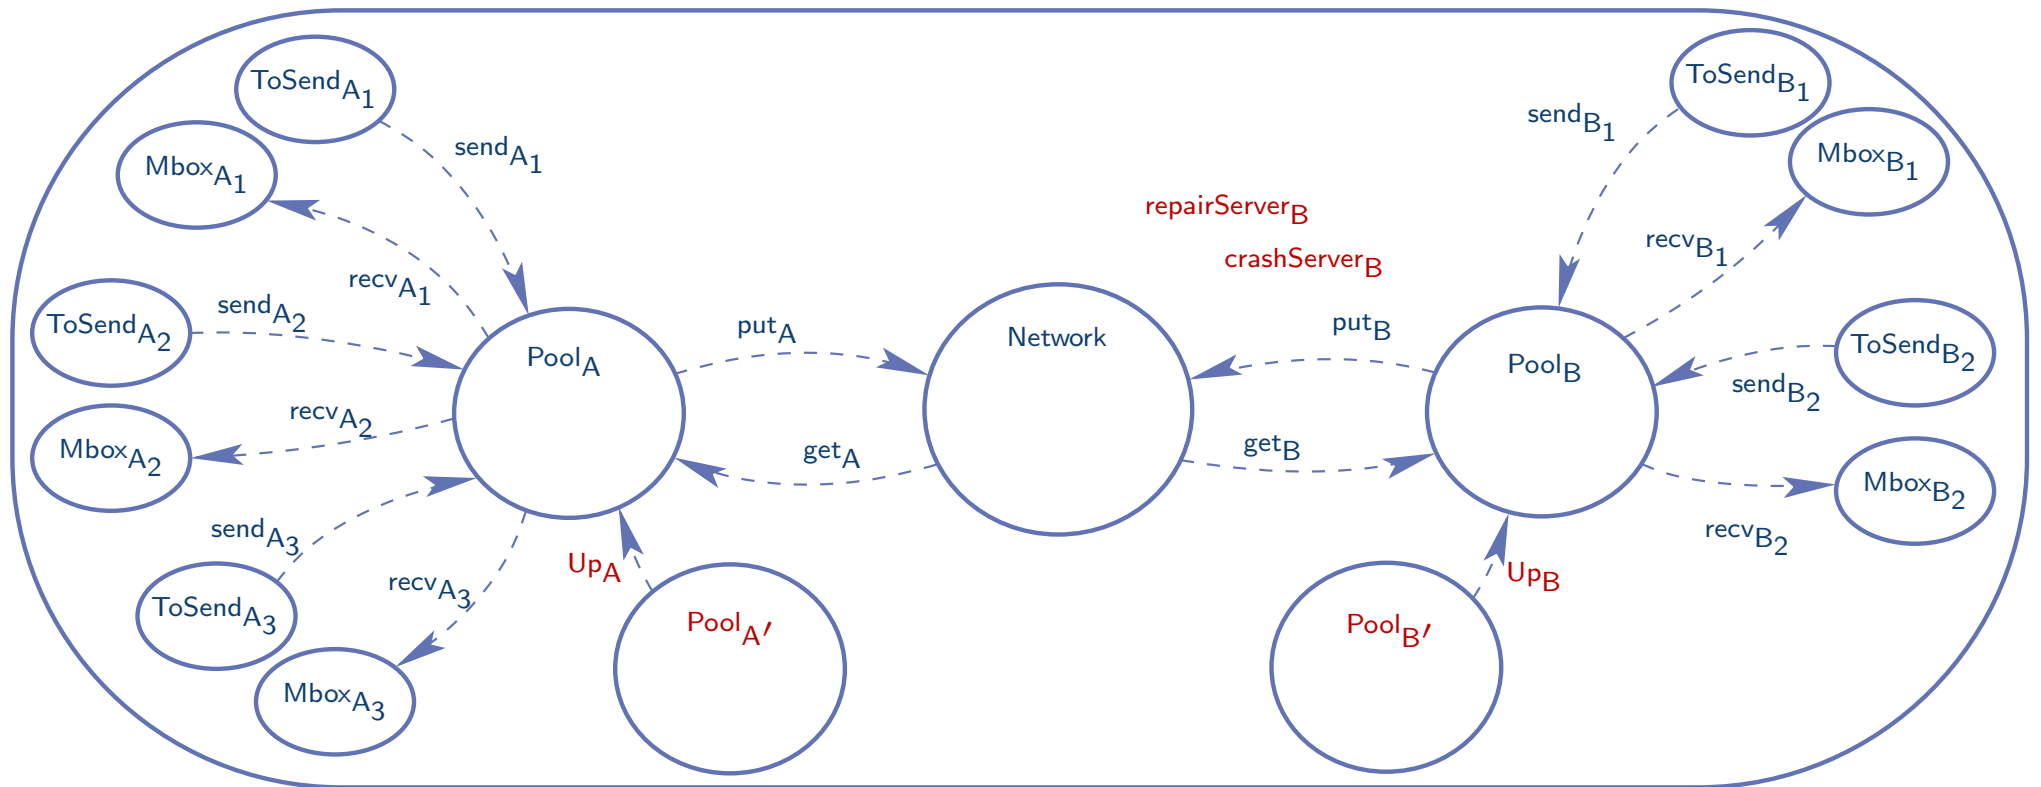 ToSend_A1
send_A1
Mbox_A1
recv_A1
ToSend_A2
send_A2
Mbox_A2
recv_A2
ToSend_A3
send_A3
Mbox_A3
recv_A3
Pool_A
put_A
get_A
Up_A
Pool_A′
Network
repairServer_B
crashServer_B
put_B
get_B
Pool_B
Up_B
Pool_B′
ToSend_B1
send_B1
Mbox_B1
recv_B1
ToSend_B2
send_B2
Mbox_B2
recv_B2